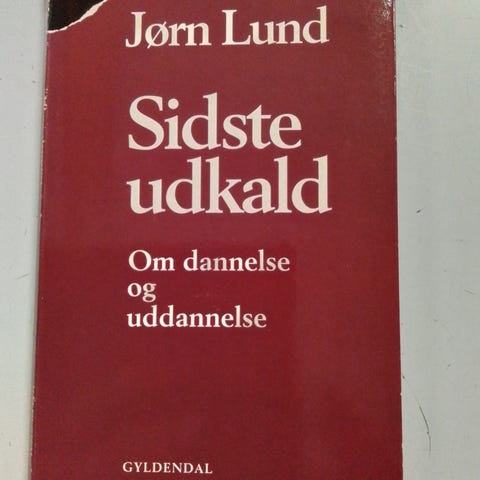 Jørn Lund
Sidste
udkald
Om dannelse
og
uddannelse
GYLDENDAL